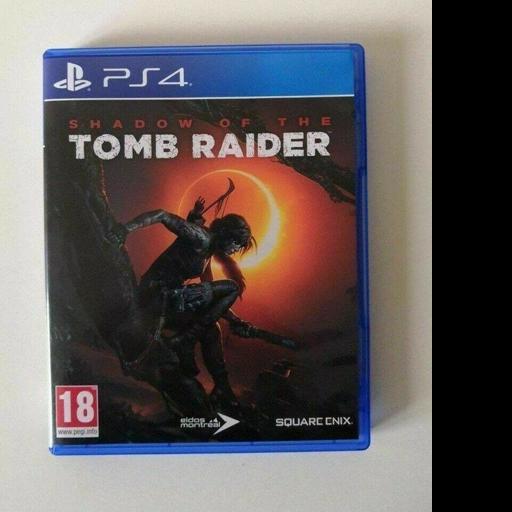 PS4
SHADOW OF THE
TOMB RAIDER
18
www.pegi.info
eidos
montréal
SQUARE ENIX